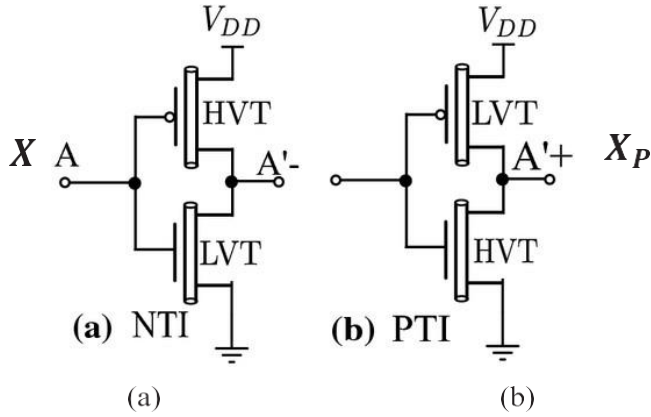 V_DD V_DD
HVT LVT
X A A'- A'+ X_P
LVT HVT
(a) NTI (b) PTI
(a) (b)